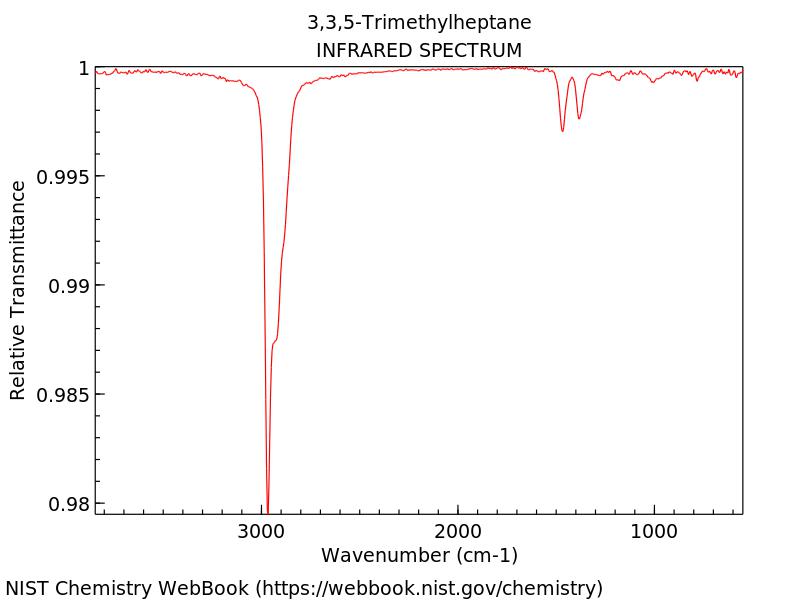 3,3,5-Trimethylheptane
INFRARED SPECTRUM
1
0.995
0.99
0.985
0.98
Relative Transmittance
3000 2000 1000
Wavenumber (cm-1)
NIST Chemistry WebBook (https://webbook.nist.gov/chemistry)